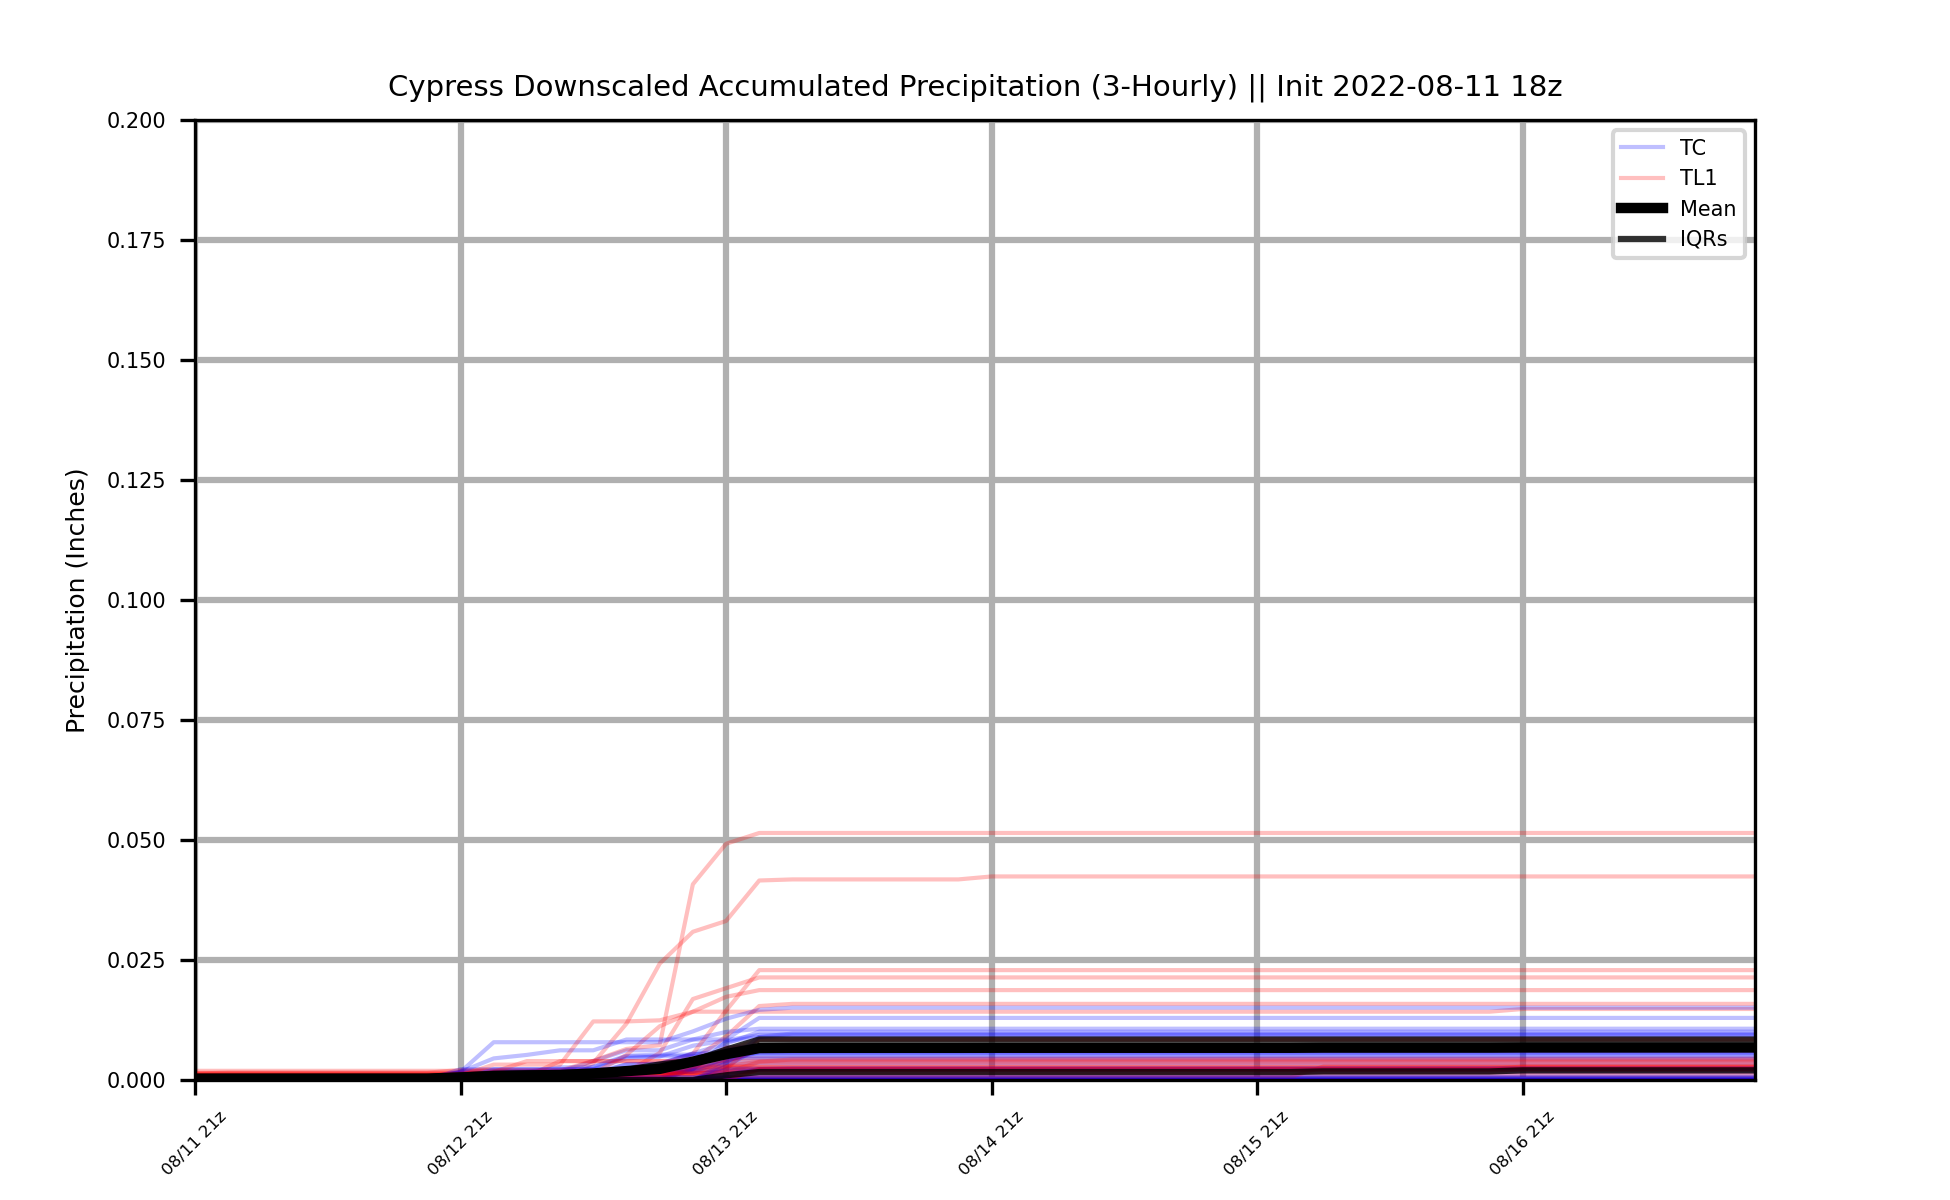 Cypress Downscaled Accumulated Precipitation (3-Hourly) || Init 2022-08-11 18z
TC
TL1
Mean
IQRs
Precipitation (Inches)
0.200
0.175
0.150
0.125
0.100
0.075
0.050
0.025
0.000
08/11 21z
08/12 21z
08/13 21z
08/14 21z
08/15 21z
08/16 21z